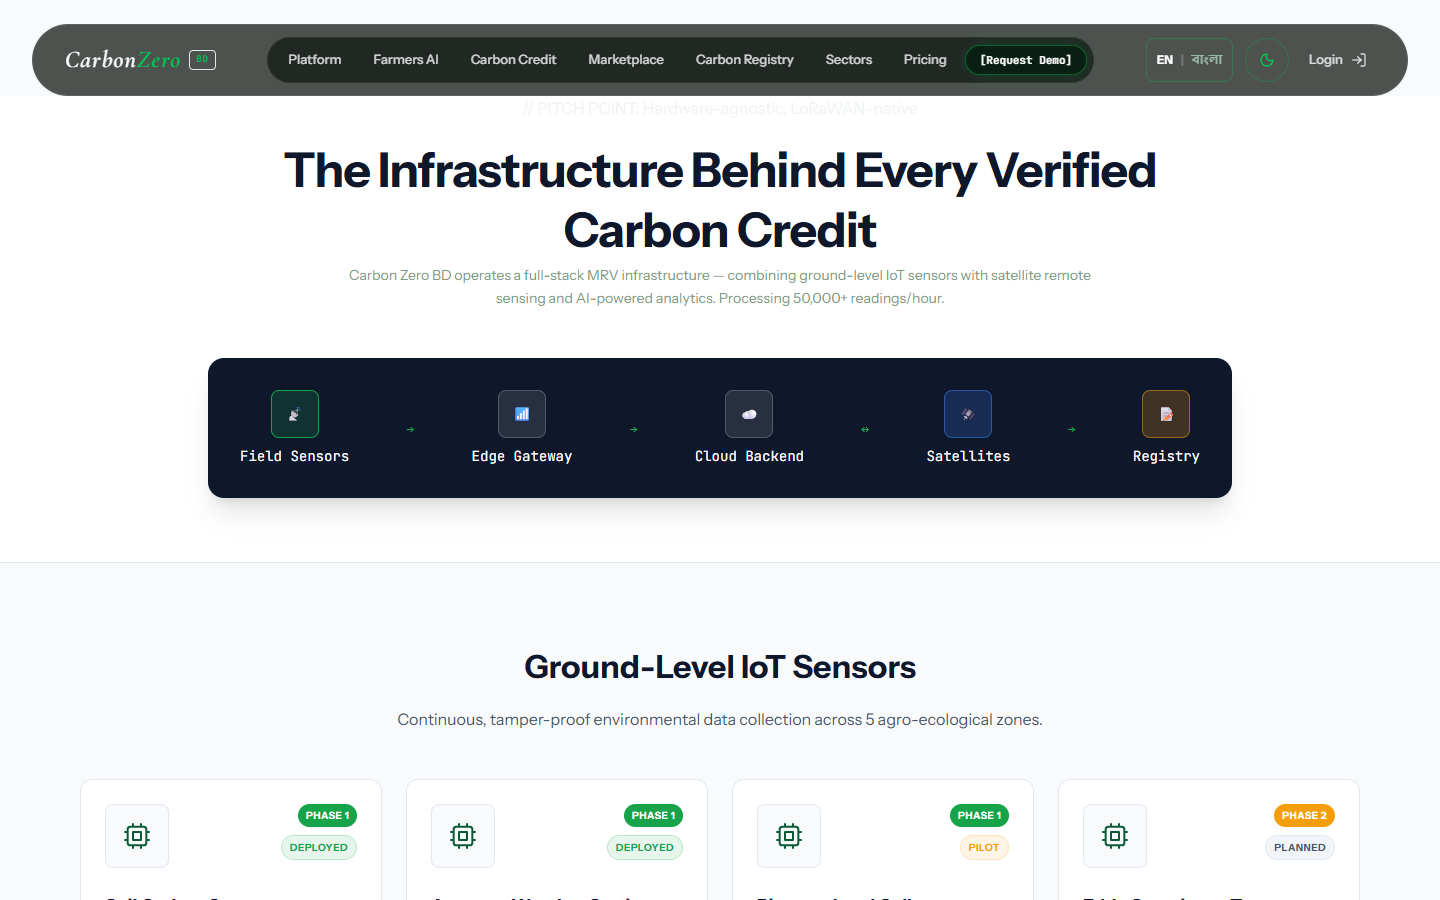 CarbonZero BD
Platform Farmers AI Carbon Credit Marketplace Carbon Registry Sectors Pricing [Request Demo]
EN | বাংলা
Login
// PITCH POINT: Hardware-agnostic, LoRaWAN-native
The Infrastructure Behind Every Verified
Carbon Credit
Carbon Zero BD operates a full-stack MRV infrastructure — combining ground-level IoT sensors with satellite remote
sensing and AI-powered analytics. Processing 50,000+ readings/hour.
Field Sensors → Edge Gateway → Cloud Backend ↔ Satellites → Registry
Ground-Level IoT Sensors
Continuous, tamper-proof environmental data collection across 5 agro-ecological zones.
PHASE 1
DEPLOYED
PHASE 1
DEPLOYED
PHASE 1
PILOT
PHASE 2
PLANNED